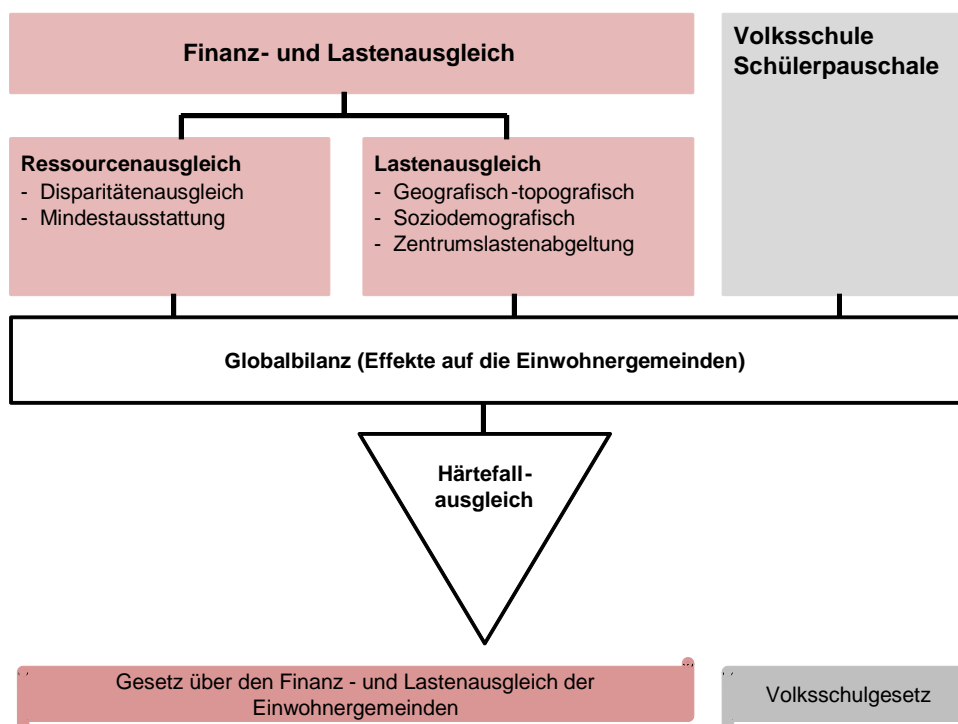 Finanz- und Lastenausgleich
Volksschule
Schülerpauschale
Ressourcenausgleich
- Disparitätenausgleich
- Mindestausstattung
Lastenausgleich
- Geografisch-topografisch
- Soziodemografisch
- Zentrumslastenabgeltung
Globalbilanz (Effekte auf die Einwohnergemeinden)
Härtefall-
ausgleich
Gesetz über den Finanz - und Lastenausgleich der
Einwohnergemeinden
Volksschulgesetz